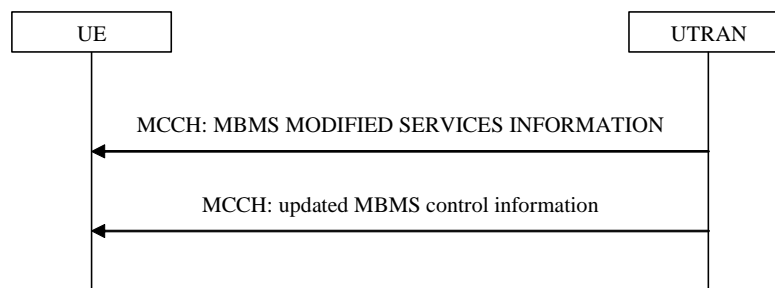 UE
UTRAN
MCCH: MBMS MODIFIED SERVICES INFORMATION
MCCH: updated MBMS control information